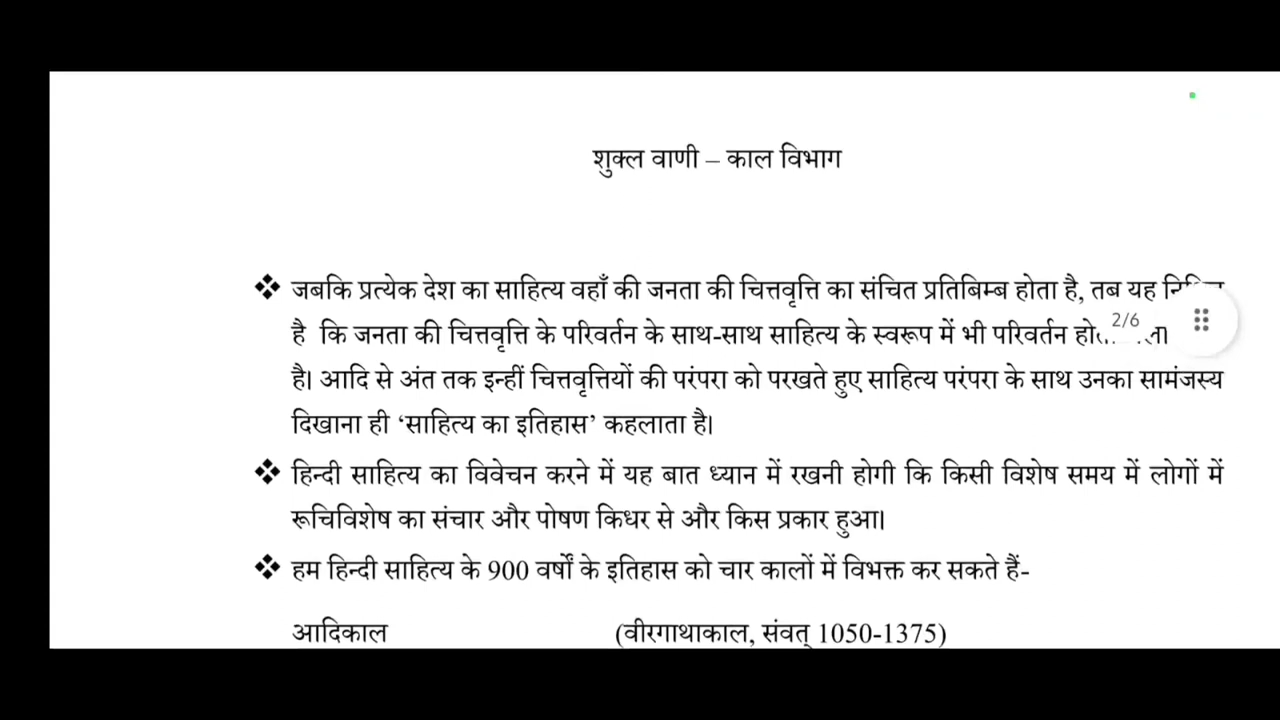 शुक्ल वाणी – काल विभाग
❖ जबकि प्रत्येक देश का साहित्य वहाँ की जनता की चित्तवृत्ति का संचित प्रतिबिम्ब होता है, तब यह
है कि जनता की चित्तवृत्ति के परिवर्तन के साथ-साथ साहित्य के स्वरूप में भी परिवर्तन
2/6
है। आदि से अंत तक इन्हीं चित्तवृत्तियों की परंपरा को परखते हुए साहित्य परंपरा के साथ उनका सामंजस्य
दिखाना ही ‘साहित्य का इतिहास’ कहलाता है।
❖ हिन्दी साहित्य का विवेचन करने में यह बात ध्यान में रखनी होगी कि किसी विशेष समय में लोगों में
रूचिविशेष का संचार और पोषण किधर से और किस प्रकार हुआ।
❖ हम हिन्दी साहित्य के 900 वर्षों के इतिहास को चार कालों में विभक्त कर सकते हैं-
आदिकाल (वीरगाथाकाल, संवत् 1050-1375)